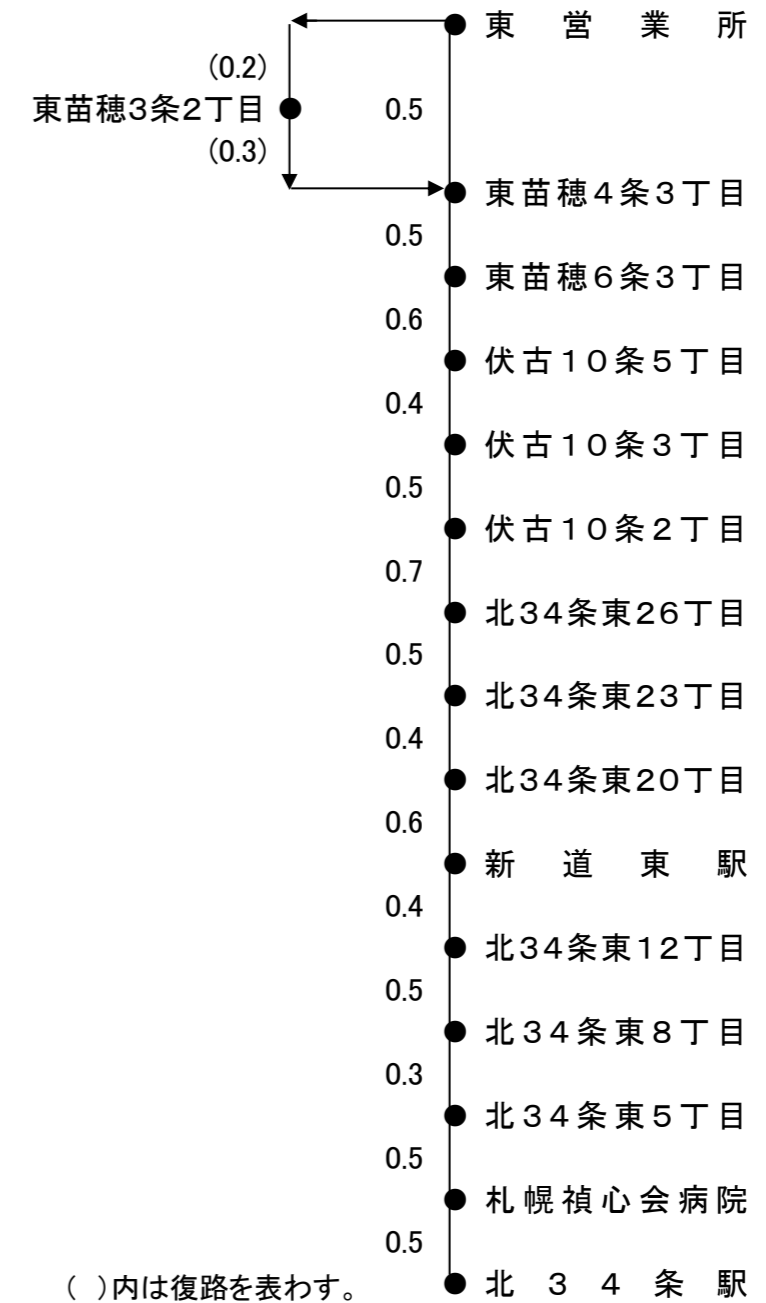 東営業所
(0.2)
東苗穂3条2丁目
0.5
(0.3)
東苗穂4条3丁目
0.5
東苗穂6条3丁目
0.6
伏古10条5丁目
0.4
伏古10条3丁目
0.5
伏古10条2丁目
0.7
北34条東26丁目
0.5
北34条東23丁目
0.4
北34条東20丁目
0.6
新道東駅
0.4
北34条東12丁目
0.5
北34条東8丁目
0.3
北34条東5丁目
0.5
札幌禎心会病院
0.5
( )内は復路を表わす。
北34条駅